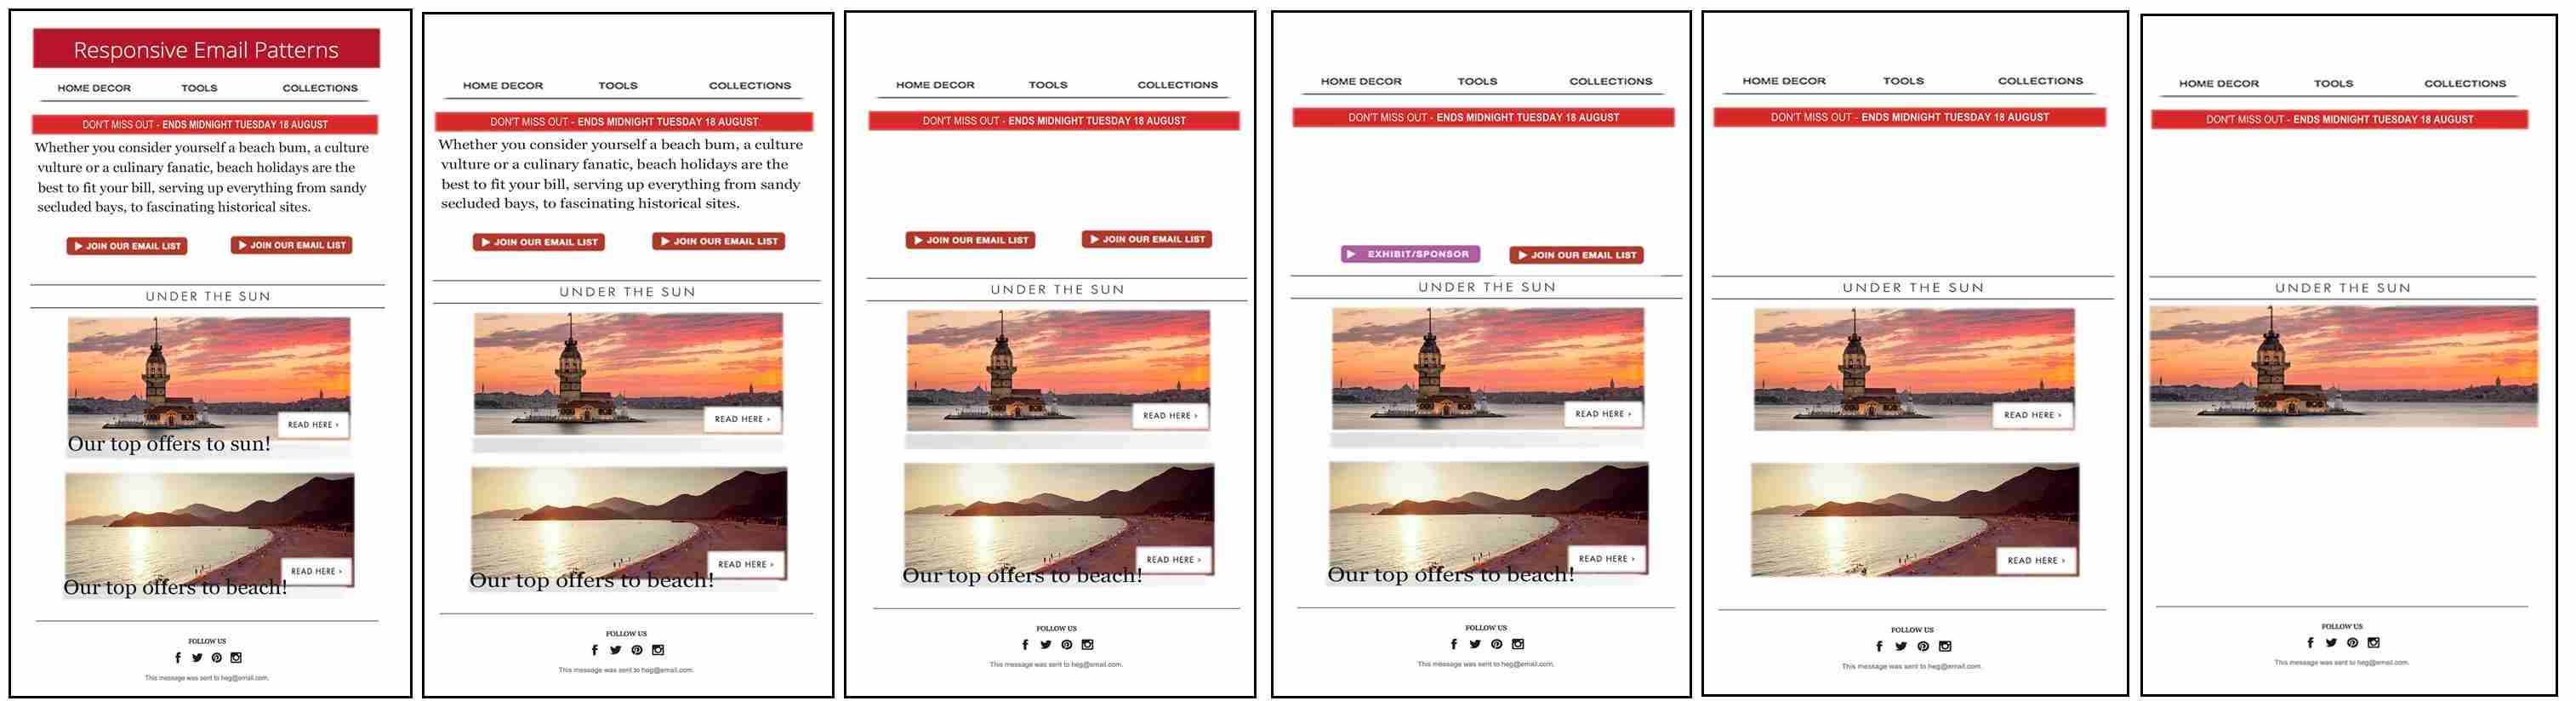 Responsive Email Patterns
HOME DECOR TOOLS COLLECTIONS
DON'T MISS OUT - ENDS MIDNIGHT TUESDAY 18 AUGUST
Whether you consider yourself a beach bum, a culture
vulture or a culinary fanatic, beach holidays are the
best to fit your bill, serving up everything from sandy
secluded bays, to fascinating historical sites.
JOIN OUR EMAIL LIST JOIN OUR EMAIL LIST
UNDER THE SUN
READ HERE ›
Our top offers to sun!
READ HERE ›
Our top offers to beach!
FOLLOW US
This message was sent to heg@email.com.
HOME DECOR TOOLS COLLECTIONS
DON'T MISS OUT - ENDS MIDNIGHT TUESDAY 18 AUGUST
Whether you consider yourself a beach bum, a culture
vulture or a culinary fanatic, beach holidays are the
best to fit your bill, serving up everything from sandy
secluded bays, to fascinating historical sites.
JOIN OUR EMAIL LIST JOIN OUR EMAIL LIST
UNDER THE SUN
READ HERE ›
READ HERE ›
Our top offers to beach!
FOLLOW US
This message was sent to heg@email.com.
HOME DECOR TOOLS COLLECTIONS
DON'T MISS OUT - ENDS MIDNIGHT TUESDAY 18 AUGUST
JOIN OUR EMAIL LIST JOIN OUR EMAIL LIST
UNDER THE SUN
READ HERE ›
READ HERE ›
Our top offers to beach!
FOLLOW US
This message was sent to heg@email.com.
HOME DECOR TOOLS COLLECTIONS
DON'T MISS OUT - ENDS MIDNIGHT TUESDAY 18 AUGUST
EXHIBIT/SPONSOR JOIN OUR EMAIL LIST
UNDER THE SUN
READ HERE ›
READ HERE ›
Our top offers to beach!
FOLLOW US
This message was sent to heg@email.com.
HOME DECOR TOOLS COLLECTIONS
DON'T MISS OUT - ENDS MIDNIGHT TUESDAY 18 AUGUST
UNDER THE SUN
READ HERE ›
READ HERE ›
FOLLOW US
This message was sent to heg@email.com.
HOME DECOR TOOLS COLLECTIONS
DON'T MISS OUT - ENDS MIDNIGHT TUESDAY 18 AUGUST
UNDER THE SUN
FOLLOW US
This message was sent to heg@email.com.